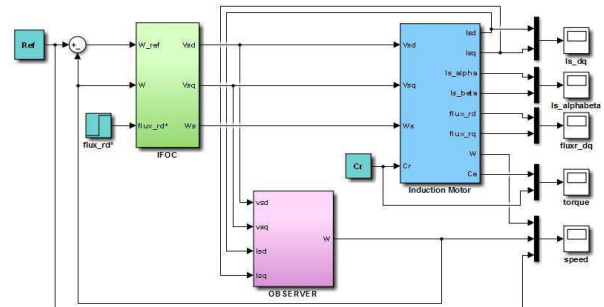 Ref
+
-
W_ref
W
flux_rd*
Vsd
Vsq
Ws
IFOC
flux_rd*
Vsd
Vsq
Ws
Cr
Isd
Isq
Is_alpha
Is_beta
flux_rd
flux_rq
W
Ce
Induction Motor
Cr
vsd
vsq
Isd
Isq
W
OBSERVER
Is_dq
Is_alphabeta
fluxr_dq
torque
speed